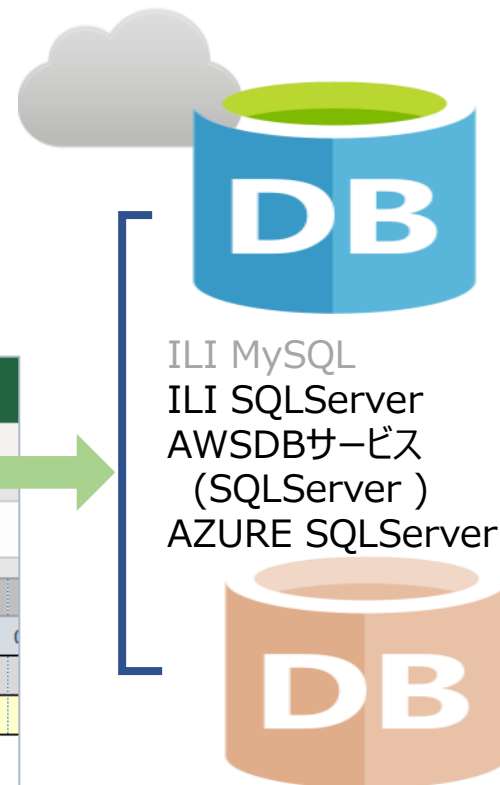 DB
ILI MySQL
ILI SQLServer
AWSDBサービス
(SQLServer )
AZURE SQLServer
DB